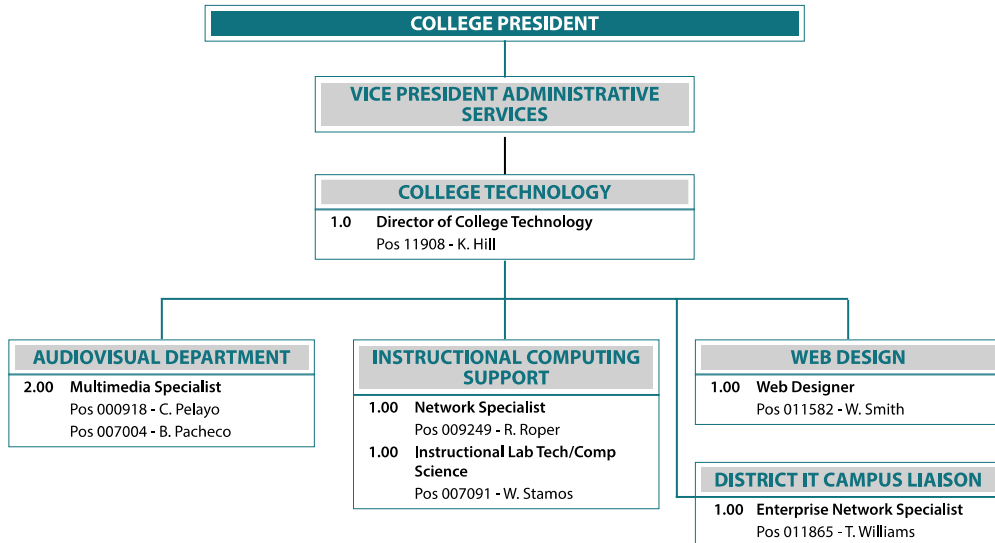 COLLEGE PRESIDENT
VICE PRESIDENT ADMINISTRATIVE
SERVICES
COLLEGE TECHNOLOGY
1.0 Director of College Technology
Pos 11908 - K. Hill
AUDIOVISUAL DEPARTMENT
2.00 Multimedia Specialist
Pos 000918 - C. Pelayo
Pos 007004 - B. Pacheco
INSTRUCTIONAL COMPUTING
SUPPORT
1.00 Network Specialist
Pos 009249 - R. Roper
1.00 Instructional Lab Tech/Comp
Science
Pos 007091 - W. Stamos
WEB DESIGN
1.00 Web Designer
Pos 011582 - W. Smith
DISTRICT IT CAMPUS LIAISON
1.00 Enterprise Network Specialist
Pos 011865 - T. Williams